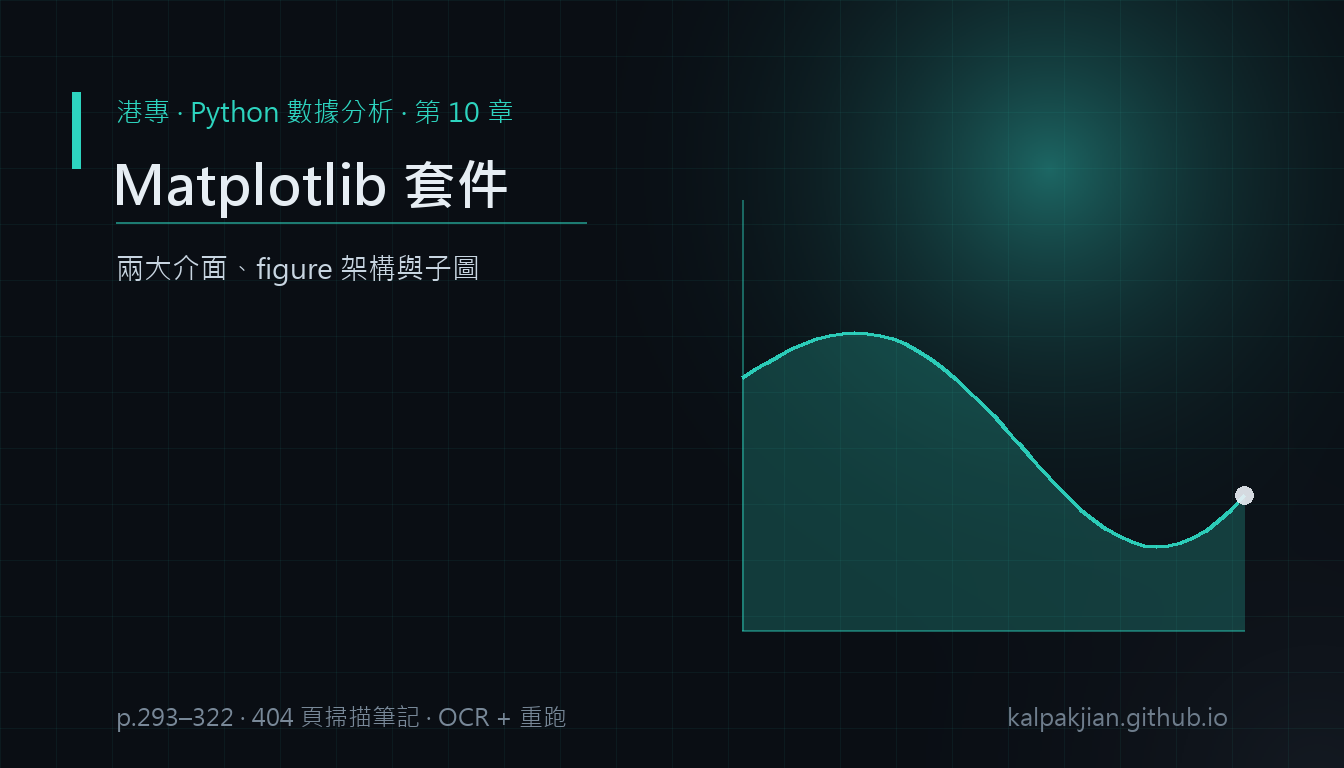 港專 · Python 數據分析 · 第 10 章
Matplotlib 套件
兩大介面、figure 架構與子圖
p.293–322 · 404 頁掃描筆記 · OCR + 重跑
kalpakjian.github.io